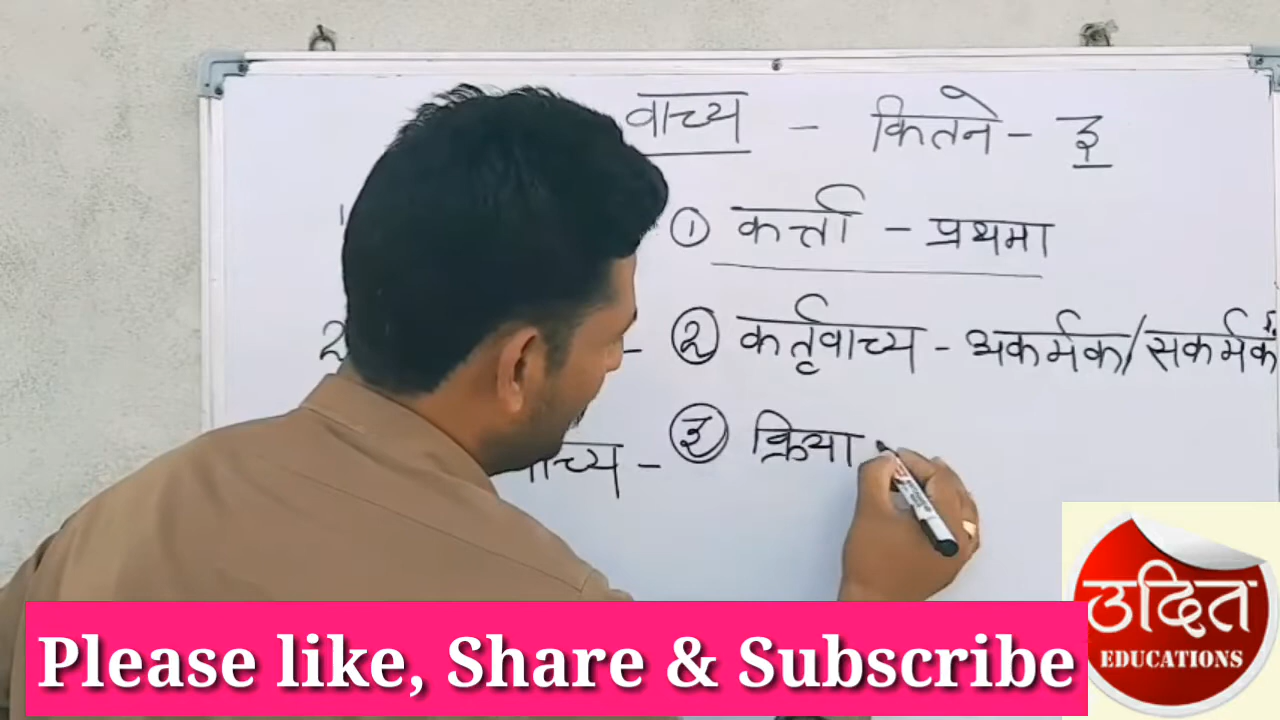 वाच्य - कितने - ३
① कर्त्ता - प्रथमा
② कर्तृवाच्य - अकर्मक/सकर्मक
वाच्य - ③ क्रिया
उदित
EDUCATIONS
Please like, Share & Subscribe